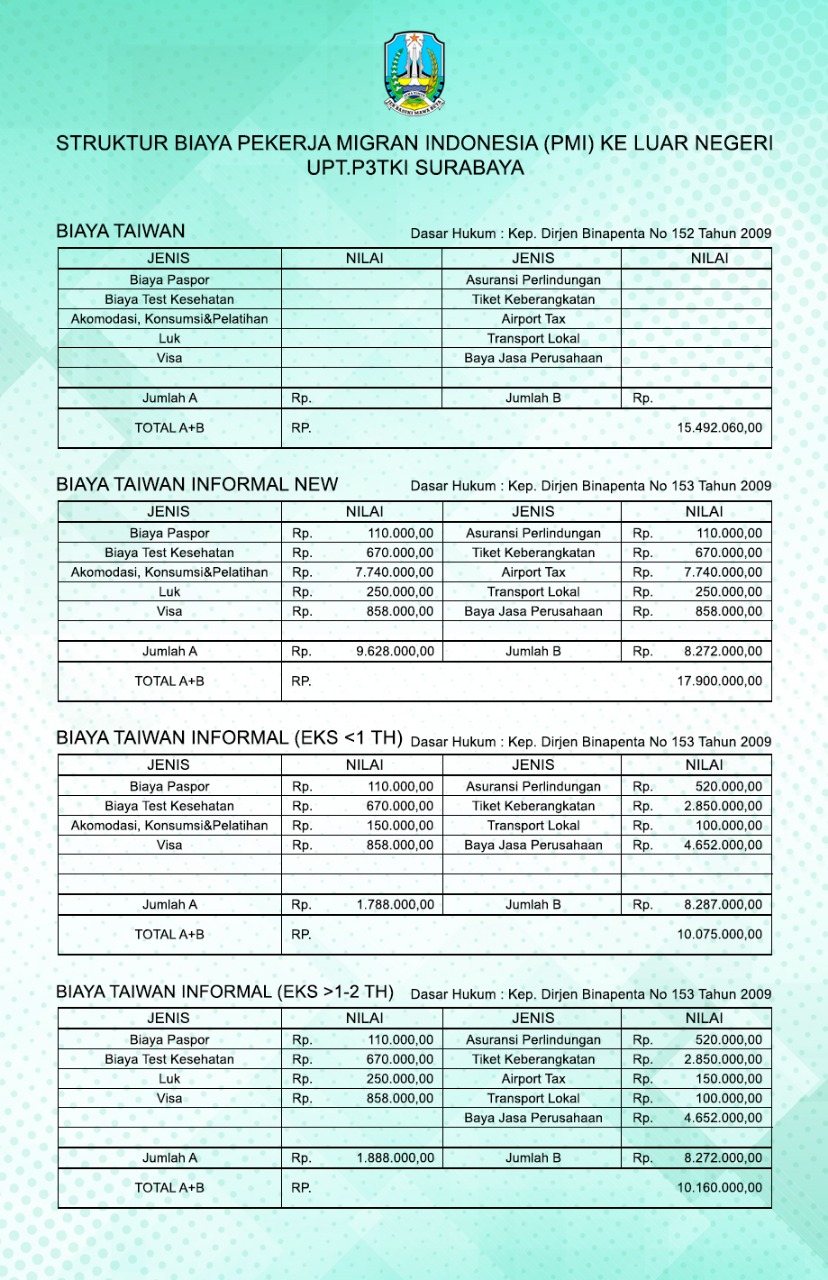 JER BASUKI MAWA BEYA
STRUKTUR BIAYA PEKERJA MIGRAN INDONESIA (PMI) KE LUAR NEGERI
UPT.P3TKI SURABAYA
BIAYA TAIWAN Dasar Hukum : Kep. Dirjen Binapenta No 152 Tahun 2009
JENIS NILAI JENIS NILAI
Biaya Paspor Asuransi Perlindungan
Biaya Test Kesehatan Tiket Keberangkatan
Akomodasi, Konsumsi&Pelatihan Airport Tax
Luk Transport Lokal
Visa Baya Jasa Perusahaan
Jumlah A Rp. Jumlah B Rp.
TOTAL A+B RP. 15.492.060,00
BIAYA TAIWAN INFORMAL NEW Dasar Hukum : Kep. Dirjen Binapenta No 153 Tahun 2009
JENIS NILAI JENIS NILAI
Biaya Paspor Rp. 110.000,00 Asuransi Perlindungan Rp. 110.000,00
Biaya Test Kesehatan Rp. 670.000,00 Tiket Keberangkatan Rp. 670.000,00
Akomodasi, Konsumsi&Pelatihan Rp. 7.740.000,00 Airport Tax Rp. 7.740.000,00
Luk Rp. 250.000,00 Transport Lokal Rp. 250.000,00
Visa Rp. 858.000,00 Baya Jasa Perusahaan Rp. 858.000,00
Jumlah A Rp. 9.628.000,00 Jumlah B Rp. 8.272.000,00
TOTAL A+B RP. 17.900.000,00
BIAYA TAIWAN INFORMAL (EKS <1 TH) Dasar Hukum : Kep. Dirjen Binapenta No 153 Tahun 2009
JENIS NILAI JENIS NILAI
Biaya Paspor Rp. 110.000,00 Asuransi Perlindungan Rp. 520.000,00
Biaya Test Kesehatan Rp. 670.000,00 Tiket Keberangkatan Rp. 2.850.000,00
Akomodasi, Konsumsi&Pelatihan Rp. 150.000,00 Transport Lokal Rp. 100.000,00
Visa Rp. 858.000,00 Baya Jasa Perusahaan Rp. 4.652.000,00
Jumlah A Rp. 1.788.000,00 Jumlah B Rp. 8.287.000,00
TOTAL A+B RP. 10.075.000,00
BIAYA TAIWAN INFORMAL (EKS >1-2 TH) Dasar Hukum : Kep. Dirjen Binapenta No 153 Tahun 2009
JENIS NILAI JENIS NILAI
Biaya Paspor Rp. 110.000,00 Asuransi Perlindungan Rp. 520.000,00
Biaya Test Kesehatan Rp. 670.000,00 Tiket Keberangkatan Rp. 2.850.000,00
Luk Rp. 250.000,00 Airport Tax Rp. 150.000,00
Visa Rp. 858.000,00 Transport Lokal Rp. 100.000,00
Baya Jasa Perusahaan Rp. 4.652.000,00
Jumlah A Rp. 1.888.000,00 Jumlah B Rp. 8.272.000,00
TOTAL A+B RP. 10.160.000,00